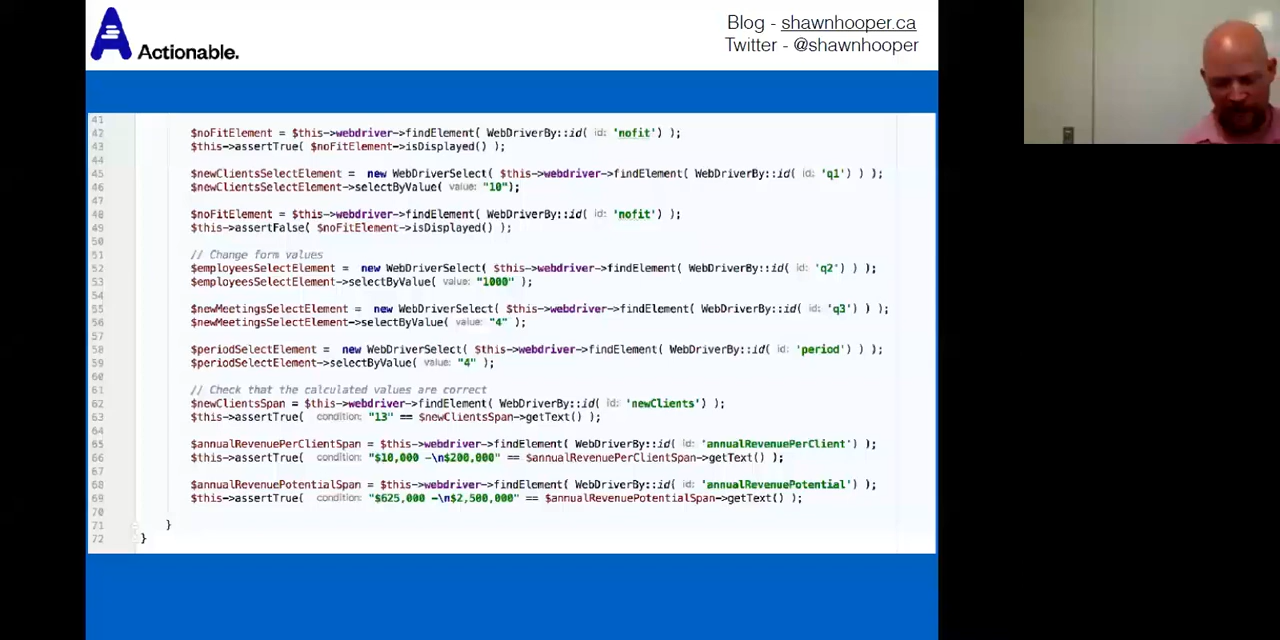 Actionable.
Blog - shawnhooper.ca
Twitter - @shawnhooper
41
42 $noFitElement = $this->webdriver->findElement( WebDriverBy::id( id: 'nofit') );
43 $this->assertTrue( $noFitElement->isDisplayed() );
44
45 $newClientsSelectElement = new WebDriverSelect( $this->webdriver->findElement( WebDriverBy::id( id: 'q1') ) );
46 $newClientsSelectElement->selectByValue( value: "10");
47
48 $noFitElement = $this->webdriver->findElement( WebDriverBy::id( id: 'nofit') );
49 $this->assertFalse( $noFitElement->isDisplayed() );
50
51 // Change form values
52 $employeesSelectElement = new WebDriverSelect( $this->webdriver->findElement( WebDriverBy::id( id: 'q2') ) );
53 $employeesSelectElement->selectByValue( value: "1000" );
54
55 $newMeetingsSelectElement = new WebDriverSelect( $this->webdriver->findElement( WebDriverBy::id( id: 'q3') ) );
56 $newMeetingsSelectElement->selectByValue( value: "4" );
57
58 $periodSelectElement = new WebDriverSelect( $this->webdriver->findElement( WebDriverBy::id( id: 'period') ) );
59 $periodSelectElement->selectByValue( value: "4" );
60
61 // Check that the calculated values are correct
62 $newClientsSpan = $this->webdriver->findElement( WebDriverBy::id( id: 'newClients') );
63 $this->assertTrue( condition: "13" == $newClientsSpan->getText() );
64
65 $annualRevenuePerClientSpan = $this->webdriver->findElement( WebDriverBy::id( id: 'annualRevenuePerClient') );
66 $this->assertTrue( condition: "$10,000 -\n$200,000" == $annualRevenuePerClientSpan->getText() );
67
68 $annualRevenuePotentialSpan = $this->webdriver->findElement( WebDriverBy::id( id: 'annualRevenuePotential') );
69 $this->assertTrue( condition: "$625,000 -\n$2,500,000" == $annualRevenuePotentialSpan->getText() );
70
71 }
72 }